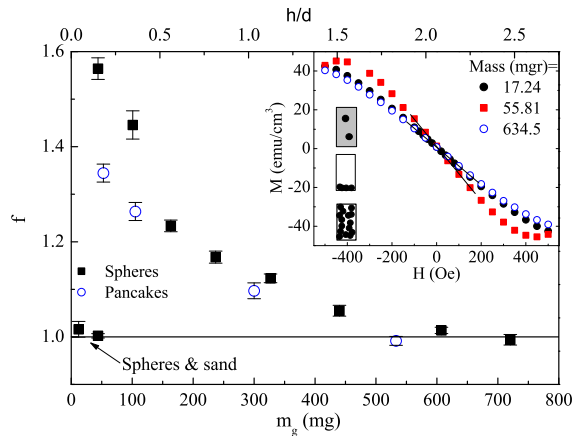 h/d
0.0 0.5 1.0 1.5 2.0 2.5
1.6
1.4
1.2
1.0
f
Spheres
Pancakes
Spheres & sand
0 100 200 300 400 500 600 700 800
m_g (mg)
Mass (mgr)=
17.24
55.81
634.5
40
20
0
-20
-40
M (emu/cm³)
-400 -200 0 200 400
H (Oe)